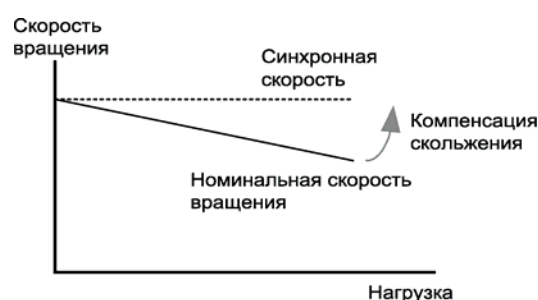 Скорость
вращения
Синхронная
скорость
Компенсация
скольжения
Номинальная скорость
вращения
Нагрузка